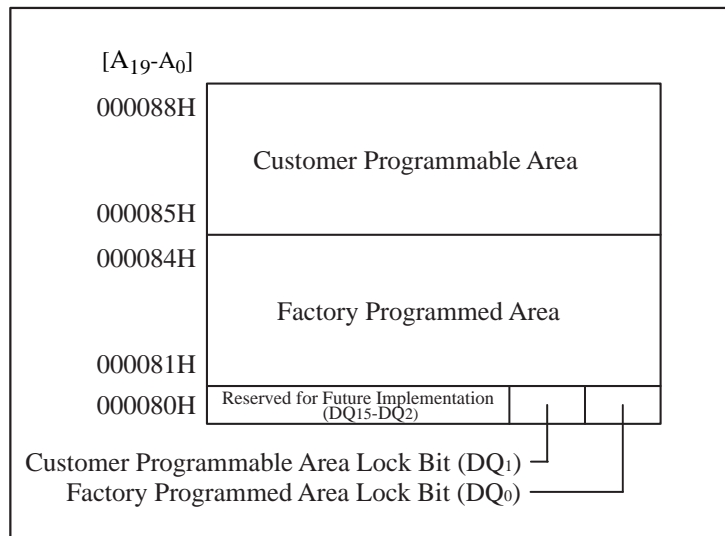 [A19-A0]
000088H
Customer Programmable Area
000085H
000084H
Factory Programmed Area
000081H
000080H
Reserved for Future Implementation
(DQ15-DQ2)
Customer Programmable Area Lock Bit (DQ1)
Factory Programmed Area Lock Bit (DQ0)